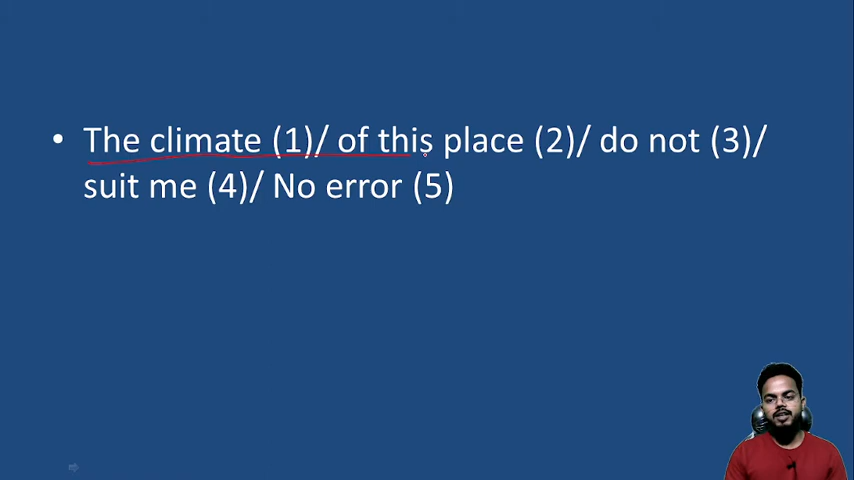 • The climate (1)/ of this place (2)/ do not (3)/
suit me (4)/ No error (5)